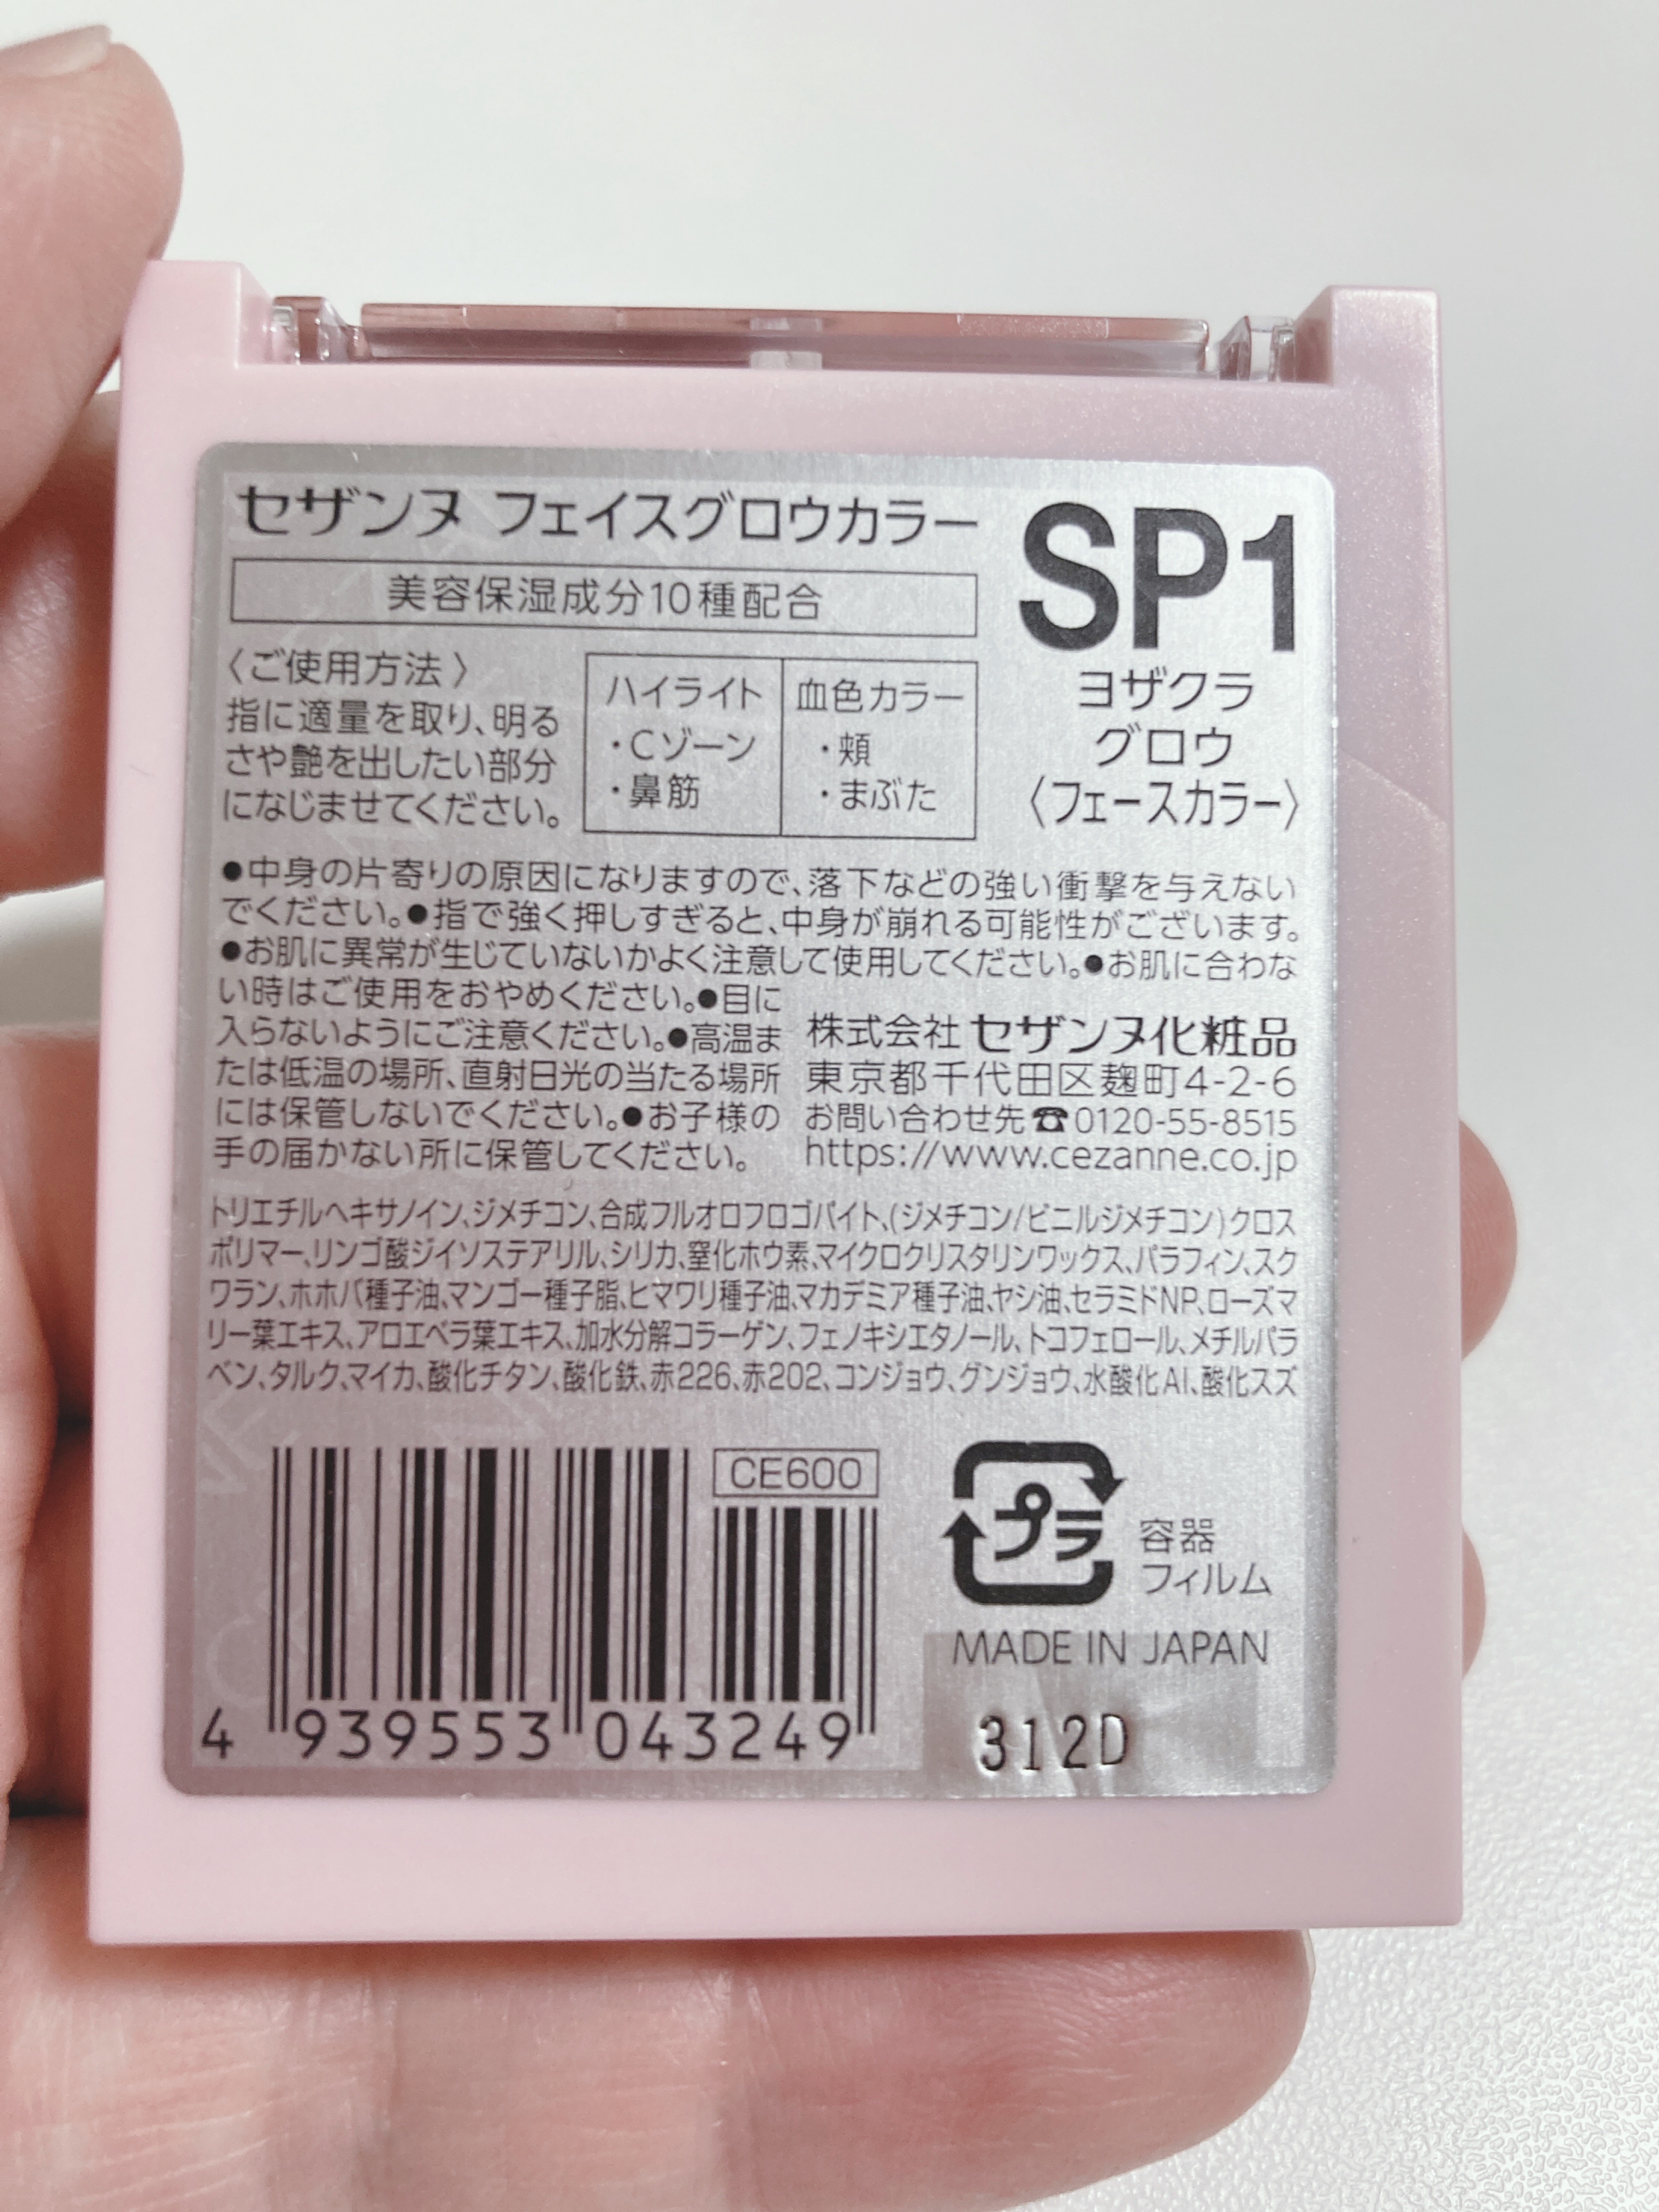 セザンヌ フェイスグロウカラー
SP1
美容保湿成分10種配合
ヨザクラ
グロウ
〈フェースカラー〉
〈ご使用方法〉
指に適量を取り、明る
さや艶を出したい部分
になじませてください。
ハイライト
・Cゾーン
・鼻筋
血色カラー
・頬
・まぶた
●中身の片寄りの原因になりますので、落下などの強い衝撃を与えない
でください。●指で強く押しすぎると、中身が崩れる可能性がございます。
●お肌に異常が生じていないかよく注意して使用してください。●お肌に合わな
い時はご使用をおやめください。●目に
入らないようにご注意ください。●高温ま
たは低温の場所、直射日光の当たる場所
には保管しないでください。●お子様の
手の届かない所に保管してください。
株式会社 セザンヌ化粧品
東京都千代田区麹町4-2-6
お問い合わせ先☎0120-55-8515
https://www.cezanne.co.jp
トリエチルヘキサノイン、ジメチコン、合成フルオロフロゴパイト、(ジメチコン/ビニルジメチコン)クロス
ポリマー、リンゴ酸ジイソステアリル、シリカ、窒化ホウ素、マイクロクリスタリンワックス、パラフィン、スク
ワラン、ホホバ種子油、マンゴー種子脂、ヒマワリ種子油、マカデミア種子油、ヤシ油、セラミドNP、ローズマ
リー葉エキス、アロエベラ葉エキス、加水分解コラーゲン、フェノキシエタノール、トコフェロール、メチルパラ
ベン、タルク、マイカ、酸化チタン、酸化鉄、赤226、赤202、コンジョウ、グンジョウ、水酸化Al、酸化スズ
CE600
プラ
容器
フィルム
MADE IN JAPAN
4 939553 043249
312D